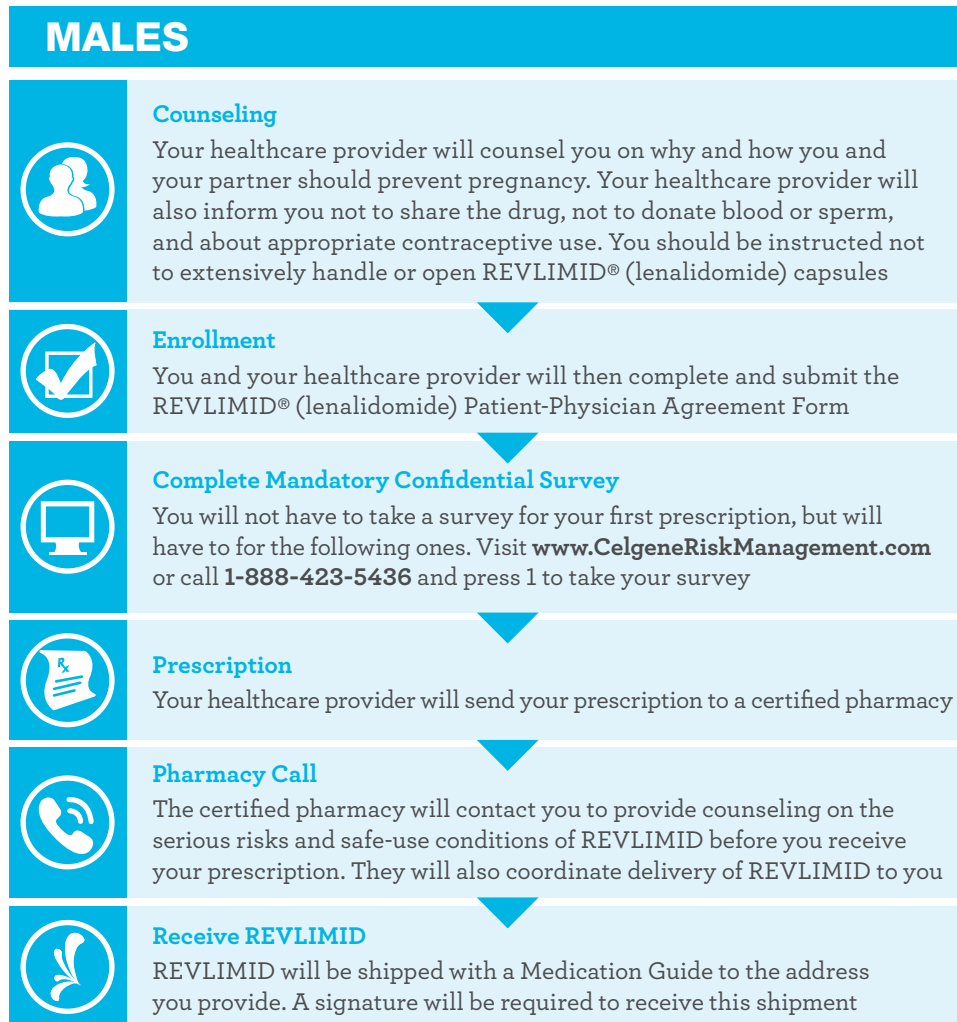 MALES
Counseling
Your healthcare provider will counsel you on why and how you and
your partner should prevent pregnancy. Your healthcare provider will
also inform you not to share the drug, not to donate blood or sperm,
and about appropriate contraceptive use. You should be instructed not
to extensively handle or open REVLIMID® (lenalidomide) capsules
Enrollment
You and your healthcare provider will then complete and submit the
REVLIMID® (lenalidomide) Patient-Physician Agreement Form
Complete Mandatory Confidential Survey
You will not have to take a survey for your first prescription, but will
have to for the following ones. Visit www.CelgeneRiskManagement.com
or call 1-888-423-5436 and press 1 to take your survey
Rx
Prescription
Your healthcare provider will send your prescription to a certified pharmacy
Pharmacy Call
The certified pharmacy will contact you to provide counseling on the
serious risks and safe-use conditions of REVLIMID before you receive
your prescription. They will also coordinate delivery of REVLIMID to you
Receive REVLIMID
REVLIMID will be shipped with a Medication Guide to the address
you provide. A signature will be required to receive this shipment